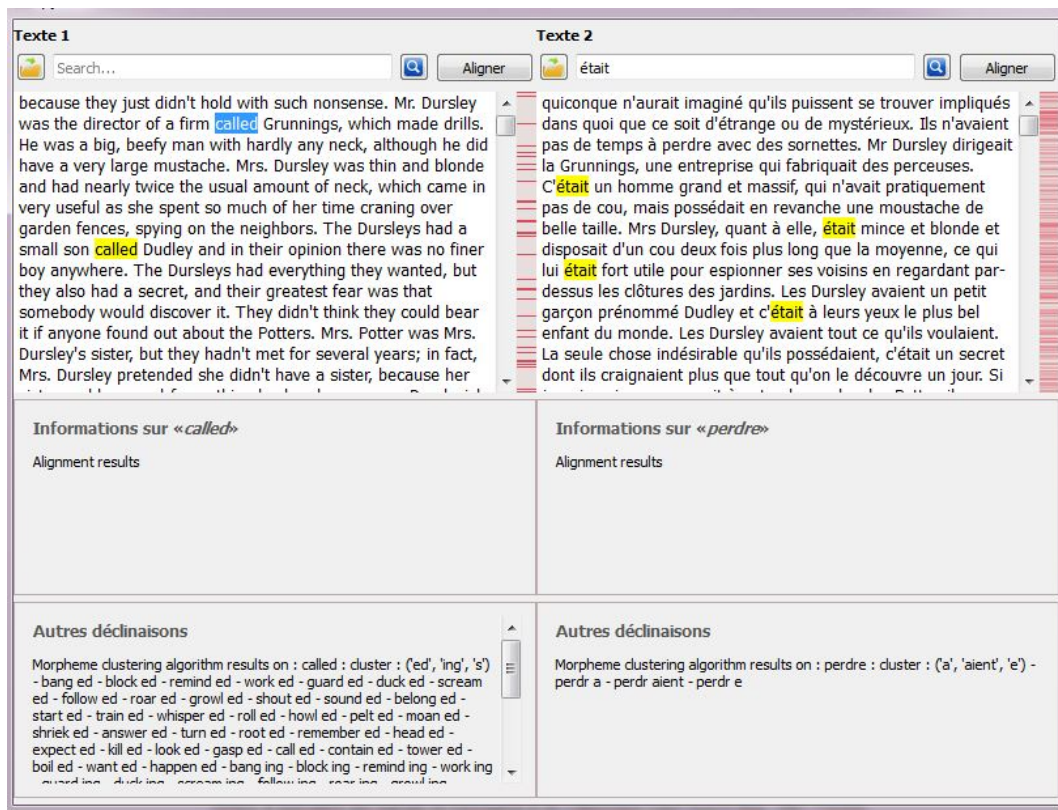 Texte 1
Search...
Aligner
because they just didn't hold with such nonsense. Mr. Dursley
was the director of a firm called Grunnings, which made drills.
He was a big, beefy man with hardly any neck, although he did
have a very large mustache. Mrs. Dursley was thin and blonde
and had nearly twice the usual amount of neck, which came in
very useful as she spent so much of her time craning over
garden fences, spying on the neighbors. The Dursleys had a
small son called Dudley and in their opinion there was no finer
boy anywhere. The Dursleys had everything they wanted, but
they also had a secret, and their greatest fear was that
somebody would discover it. They didn't think they could bear
it if anyone found out about the Potters. Mrs. Potter was Mrs.
Dursley's sister, but they hadn't met for several years; in fact,
Mrs. Dursley pretended she didn't have a sister, because her
Texte 2
était
Aligner
quiconque n'aurait imaginé qu'ils puissent se trouver impliqués
dans quoi que ce soit d'étrange ou de mystérieux. Ils n'avaient
pas de temps à perdre avec des sornettes. Mr Dursley dirigeait
la Grunnings, une entreprise qui fabriquait des perceuses.
C'était un homme grand et massif, qui n'avait pratiquement
pas de cou, mais possédait en revanche une moustache de
belle taille. Mrs Dursley, quant à elle, était mince et blonde et
disposait d'un cou deux fois plus long que la moyenne, ce qui
lui était fort utile pour espionner ses voisins en regardant par-
dessus les clôtures des jardins. Les Dursley avaient un petit
garçon prénommé Dudley et c'était à leurs yeux le plus bel
enfant du monde. Les Dursley avaient tout ce qu'ils voulaient.
La seule chose indésirable qu'ils possédaient, c'était un secret
dont ils craignaient plus que tout qu'on le découvre un jour. Si
Informations sur «called»
Alignment results
Informations sur «perdre»
Alignment results
Autres déclinaisons
Morpheme clustering algorithm results on : called : cluster : ('ed', 'ing', 's')
- bang ed - block ed - remind ed - work ed - guard ed - duck ed - scream
ed - follow ed - roar ed - growl ed - shout ed - sound ed - belong ed -
start ed - train ed - whisper ed - roll ed - howl ed - pelt ed - moan ed -
shriek ed - answer ed - turn ed - root ed - remember ed - head ed -
expect ed - kill ed - look ed - gasp ed - call ed - contain ed - tower ed -
boil ed - want ed - happen ed - bang ing - block ing - remind ing - work ing
Autres déclinaisons
Morpheme clustering algorithm results on : perdre : cluster : ('a', 'aient', 'e') -
perdr a - perdr aient - perdr e